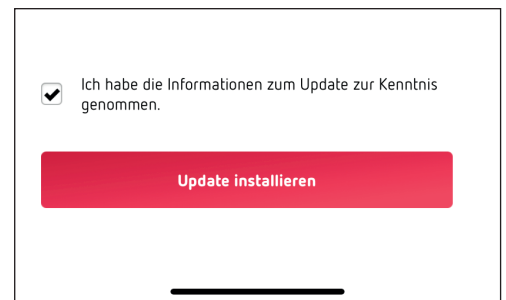 Ich habe die Informationen zum Update zur Kenntnis
genommen.
Update installieren